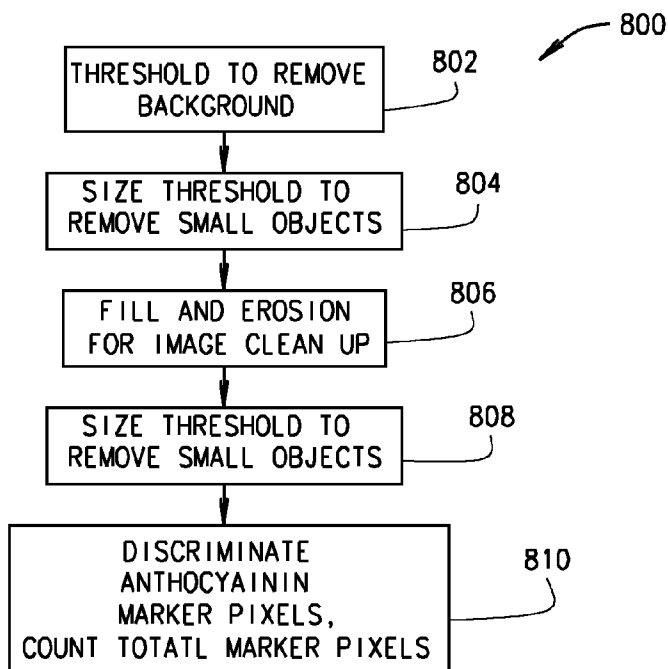 800
THRESHOLD TO REMOVE
BACKGROUND
802
SIZE THRESHOLD TO
REMOVE SMALL OBJECTS
804
FILL AND EROSION
FOR IMAGE CLEAN UP
806
SIZE THRESHOLD TO
REMOVE SMALL OBJECTS
808
DISCRIMINATE
ANTHOCYAININ
MARKER PIXELS,
COUNT TOTATL MARKER PIXELS
810